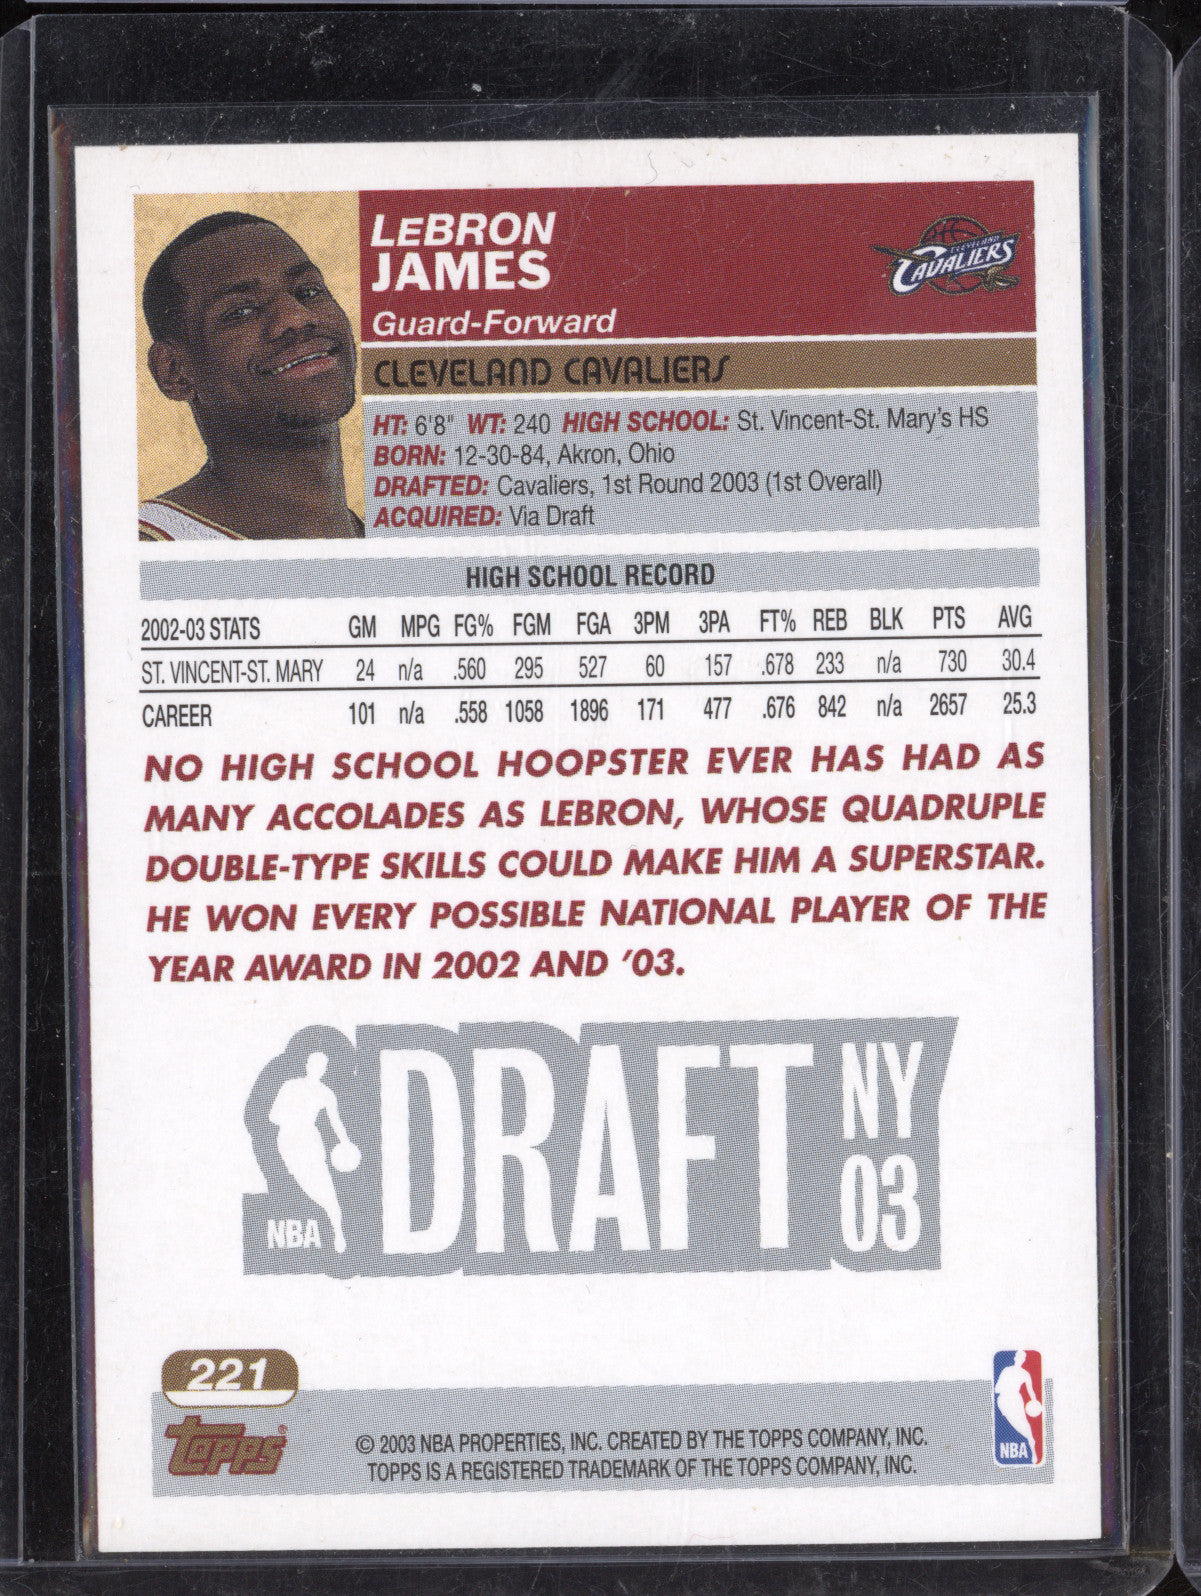 LEBRON
JAMES
CLEVELAND
CAVALIERS
Guard-Forward
CLEVELAND CAVALIERS
HT: 6'8" WT: 240 HIGH SCHOOL: St. Vincent-St. Mary's HS
BORN: 12-30-84, Akron, Ohio
DRAFTED: Cavaliers, 1st Round 2003 (1st Overall)
ACQUIRED: Via Draft
HIGH SCHOOL RECORD
2002-03 STATS GM MPG FG% FGM FGA 3PM 3PA FT% REB BLK PTS AVG
ST. VINCENT-ST. MARY 24 n/a .560 295 527 60 157 .678 233 n/a 730 30.4
CAREER 101 n/a .558 1058 1896 171 477 .676 842 n/a 2657 25.3
NO HIGH SCHOOL HOOPSTER EVER HAS HAD AS
MANY ACCOLADES AS LEBRON, WHOSE QUADRUPLE
DOUBLE-TYPE SKILLS COULD MAKE HIM A SUPERSTAR.
HE WON EVERY POSSIBLE NATIONAL PLAYER OF THE
YEAR AWARD IN 2002 AND '03.
NBA DRAFT NY
03
221
TOPPS®
© 2003 NBA PROPERTIES, INC. CREATED BY THE TOPPS COMPANY, INC.
TOPPS IS A REGISTERED TRADEMARK OF THE TOPPS COMPANY, INC.
NBA